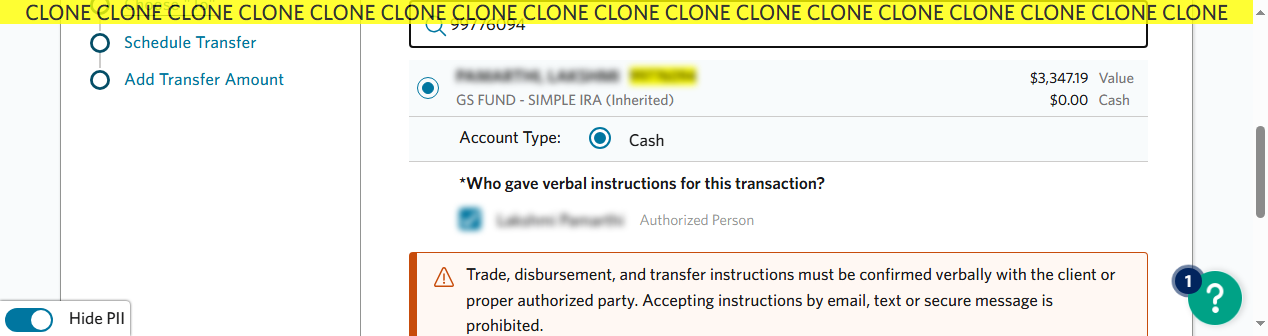 CLONE CLONE CLONE CLONE CLONE CLONE CLONE CLONE CLONE CLONE CLONE CLONE CLONE CLONE CLONE CLONE CLONE
Schedule Transfer
Add Transfer Amount
99776094
$3,347.19 Value
GS FUND - SIMPLE IRA (Inherited)
$0.00 Cash
Account Type: Cash
*Who gave verbal instructions for this transaction?
Authorized Person
Trade, disbursement, and transfer instructions must be confirmed verbally with the client or
proper authorized party. Accepting instructions by email, text or secure message is
prohibited.
1
?
Hide PII